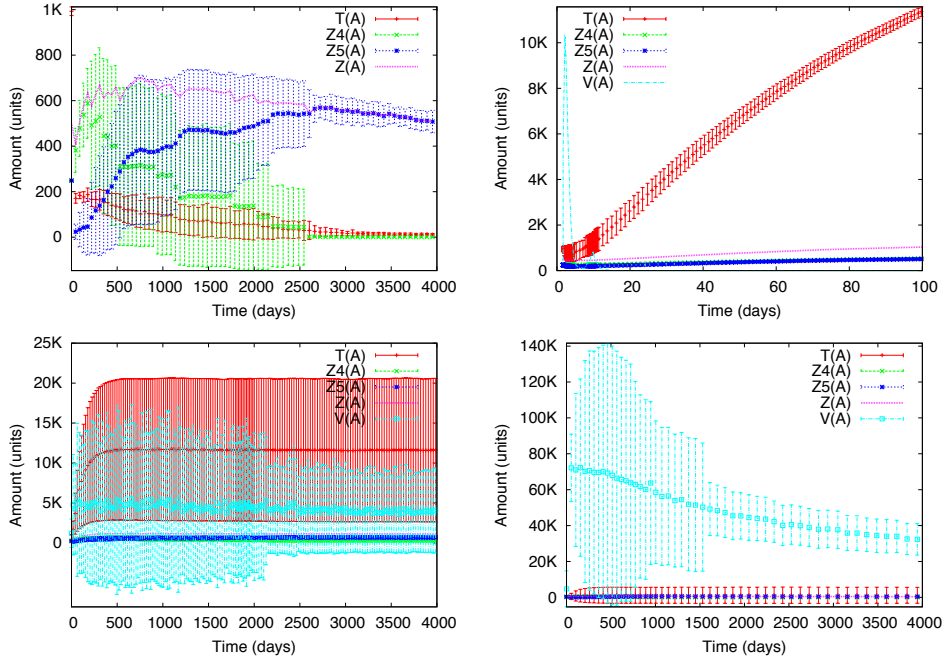 1K
800
600
400
200
0
0 500 1000 1500 2000 2500 3000 3500 4000
Amount (units)
Time (days)
T(A)
Z4(A)
Z5(A)
Z(A)
10K
8K
6K
4K
2K
0
20 40 60 80 100
Amount (units)
Time (days)
T(A)
Z4(A)
Z5(A)
Z(A)
V(A)
25K
20K
15K
10K
5K
0
0 500 1000 1500 2000 2500 3000 3500 4000
Amount (units)
Time (days)
T(A)
Z4(A)
Z5(A)
Z(A)
V(A)
140K
120K
100K
80K
60K
40K
20K
0
0 500 1000 1500 2000 2500 3000 3500 4000
Amount (units)
Time (days)
T(A)
Z4(A)
Z5(A)
Z(A)
V(A)